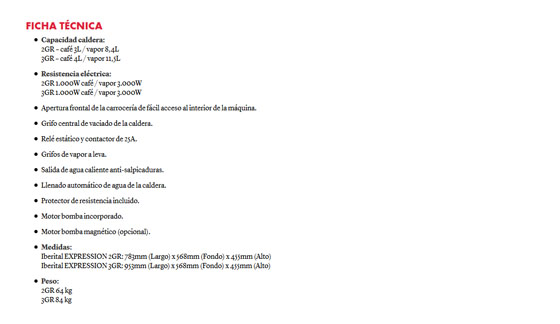 FICHA TÉCNICA
• Capacidad caldera:
2GR – café 3L / vapor 8,4L
3GR – café 4L / vapor 11,5L
• Resistencia eléctrica:
2GR 1.000W café / vapor 3.000W
3GR 1.000W café / vapor 3.000W
• Apertura frontal de la carrocería de fácil acceso al interior de la máquina.
• Grifo central de vaciado de la caldera.
• Relé estático y contactor de 25A.
• Grifos de vapor a leva.
• Salida de agua caliente anti-salpicaduras.
• Llenado automático de agua de la caldera.
• Protector de resistencia incluido.
• Motor bomba incorporado.
• Motor bomba magnético (opcional).
• Medidas:
Iberital EXPRESSION 2GR: 783mm (Largo) x 568mm (Fondo) x 455mm (Alto)
Iberital EXPRESSION 3GR: 953mm (Largo) x 568mm (Fondo) x 455mm (Alto)
• Peso:
2GR 64 kg
3GR 84 kg